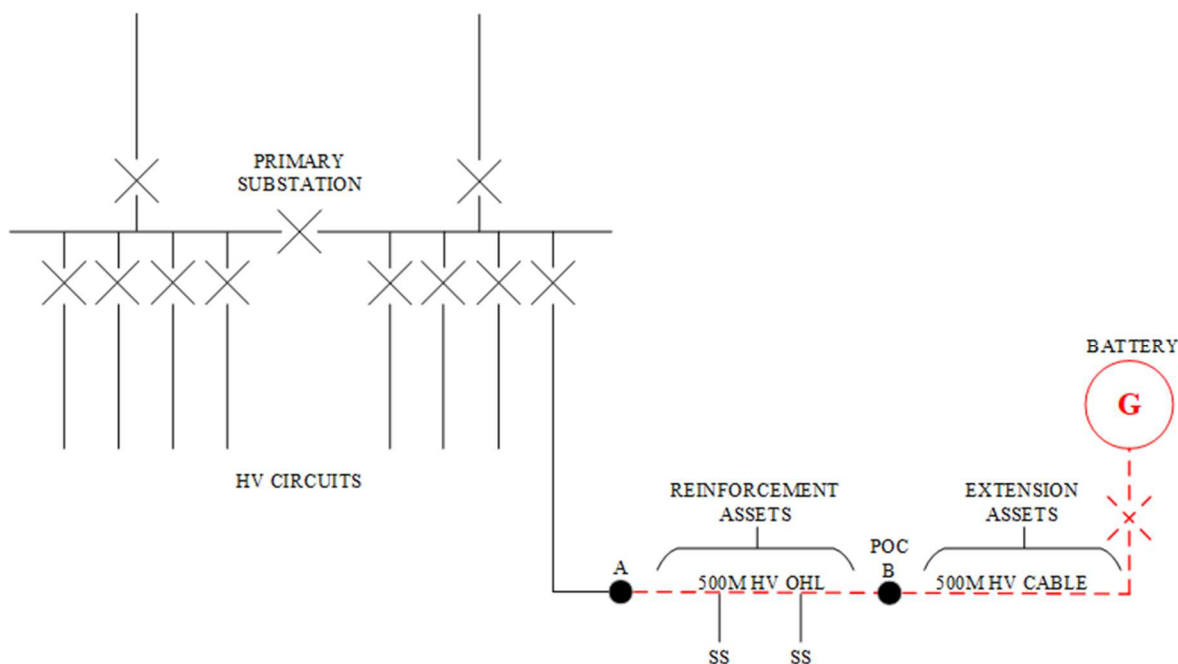 PRIMARY
SUBSTATION
HV CIRCUITS
BATTERY
G
REINFORCEMENT
ASSETS
EXTENSION
ASSETS
A
500M HV OHL
POC
B
500M HV CABLE
SS
SS